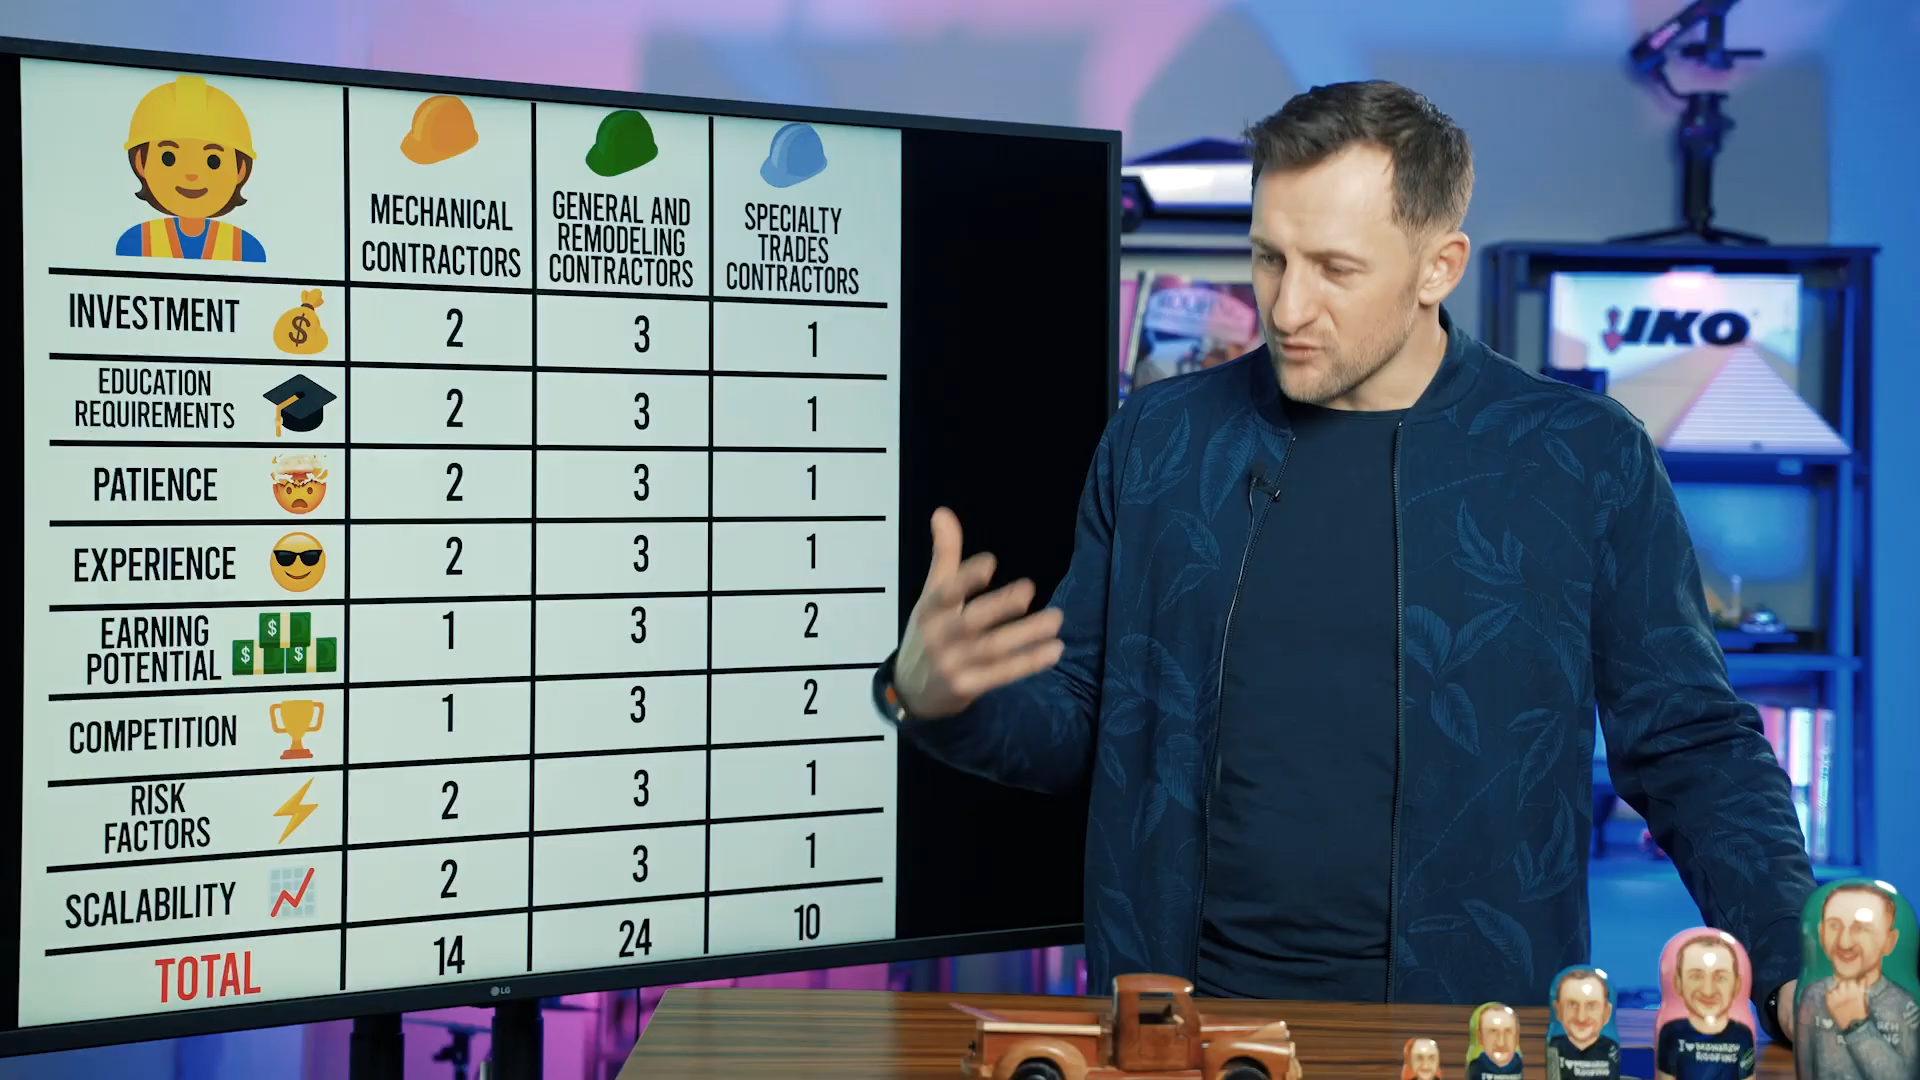 MECHANICAL
CONTRACTORS
GENERAL AND
REMODELING
CONTRACTORS
SPECIALTY
TRADES
CONTRACTORS
INVESTMENT 2 3 1
EDUCATION
REQUIREMENTS 2 3 1
PATIENCE 2 3 1
EXPERIENCE 2 3 1
EARNING
POTENTIAL 1 3 2
COMPETITION 1 3 2
RISK
FACTORS 2 3 1
SCALABILITY 2 3 1
TOTAL 14 24 10
LG
IKO